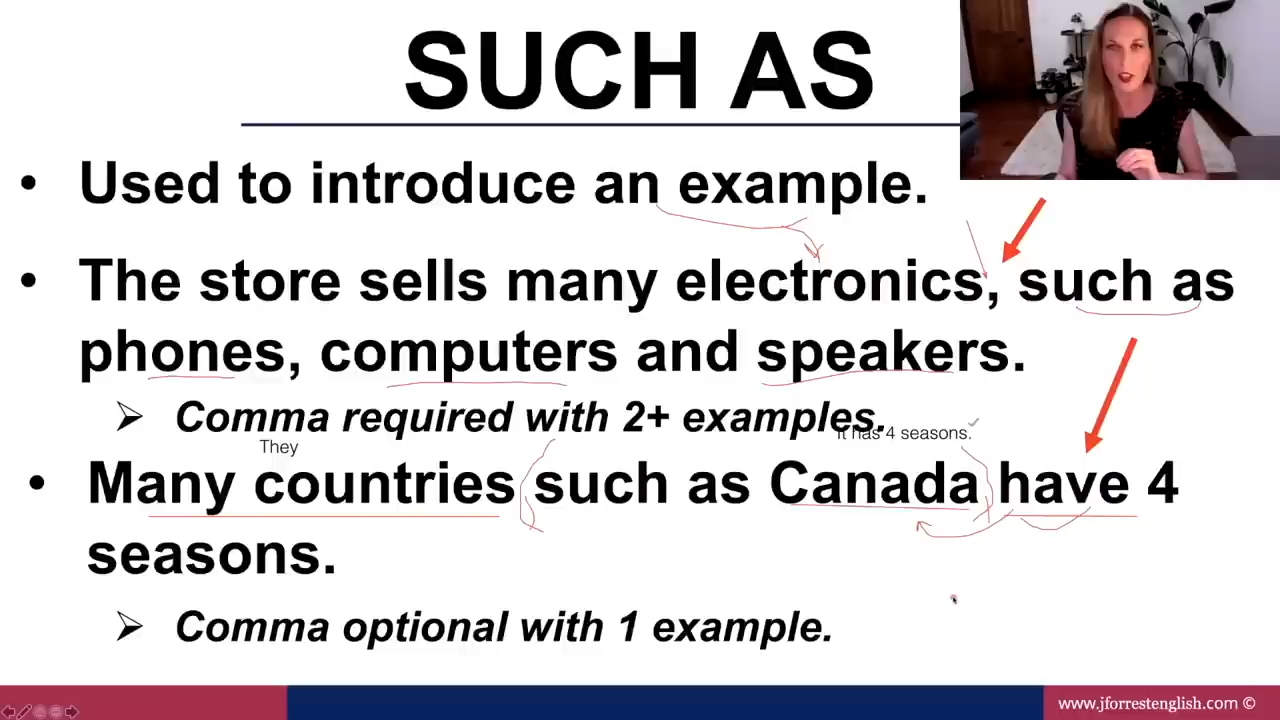 SUCH AS
• Used to introduce an example.
• The store sells many electronics, such as
phones, computers and speakers.
➢ Comma required with 2+ examples.
It has 4 seasons.
They
• Many countries such as Canada have 4
seasons.
➢ Comma optional with 1 example.
www.jforrestenglish.com ©